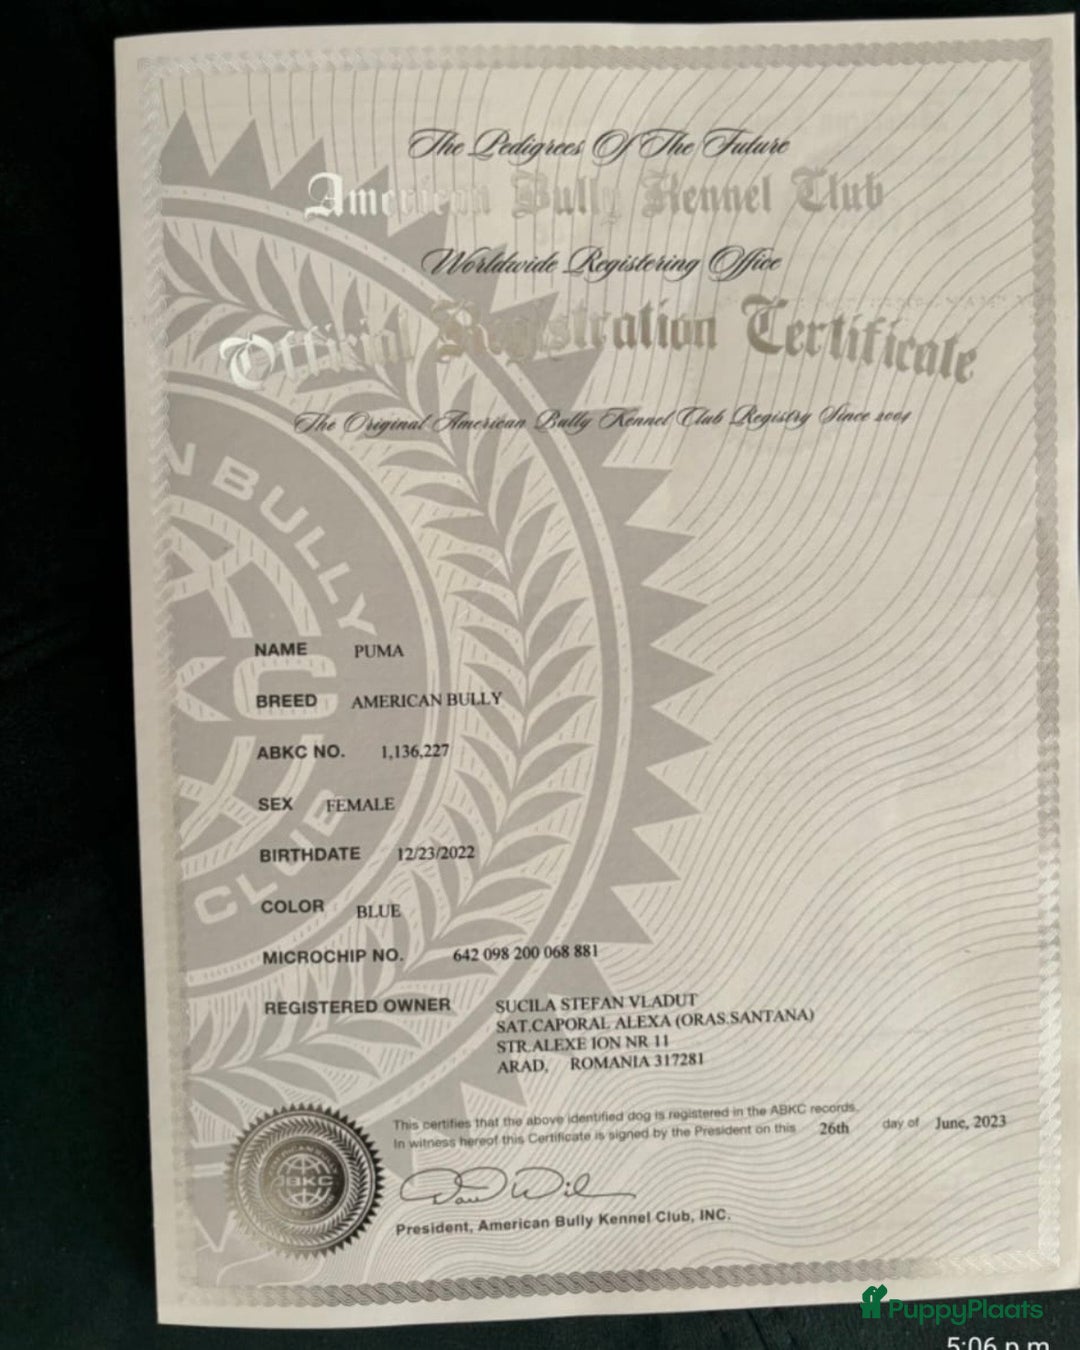 The Pedigrees Of The Future
American Bully Kennel Club
Worldwide Registering Office
Official Registration Certificate
The Original American Bully Kennel Club Registry Since 2004
N BULLY
C
CLUB
NAME PUMA
BREED AMERICAN BULLY
ABKC NO. 1,136,227
SEX FEMALE
BIRTHDATE 12/23/2022
COLOR BLUE
MICROCHIP NO. 642 098 200 068 881
REGISTERED OWNER SUCILA STEFAN VLADUT
SAT.CAPORAL ALEXA (ORAS.SANTANA)
STR.ALEXE ION NR 11
ARAD, ROMANIA 317281
This certifies that the above identified dog is registered in the ABKC records.
In witness hereof this Certificate is signed by the President on this 26th day of June, 2023
ABKC
President, American Bully Kennel Club, INC.
PuppyPlaats
5:06 p.m.